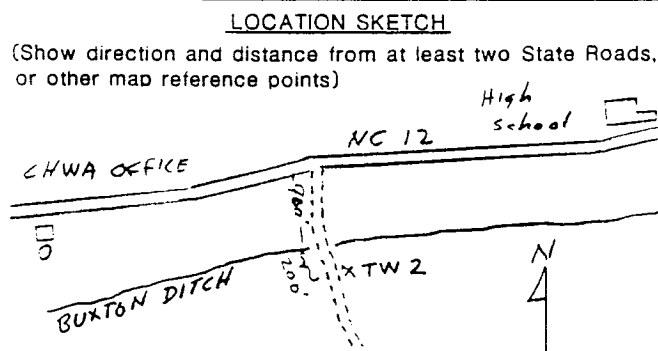 LOCATION SKETCH
(Show direction and distance from at least two State Roads,
or other map reference points)
High
School
NC 12
CHWA OFFICE
900'
200'
X TW 2
N
BUXTON DITCH